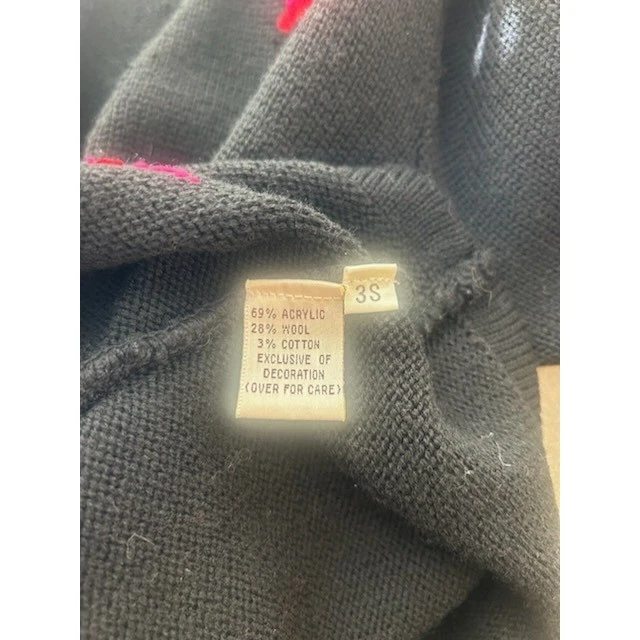 3S
69% ACRYLIC
28% WOOL
3% COTTON
EXCLUSIVE OF
DECORATION
(OVER FOR CARE)